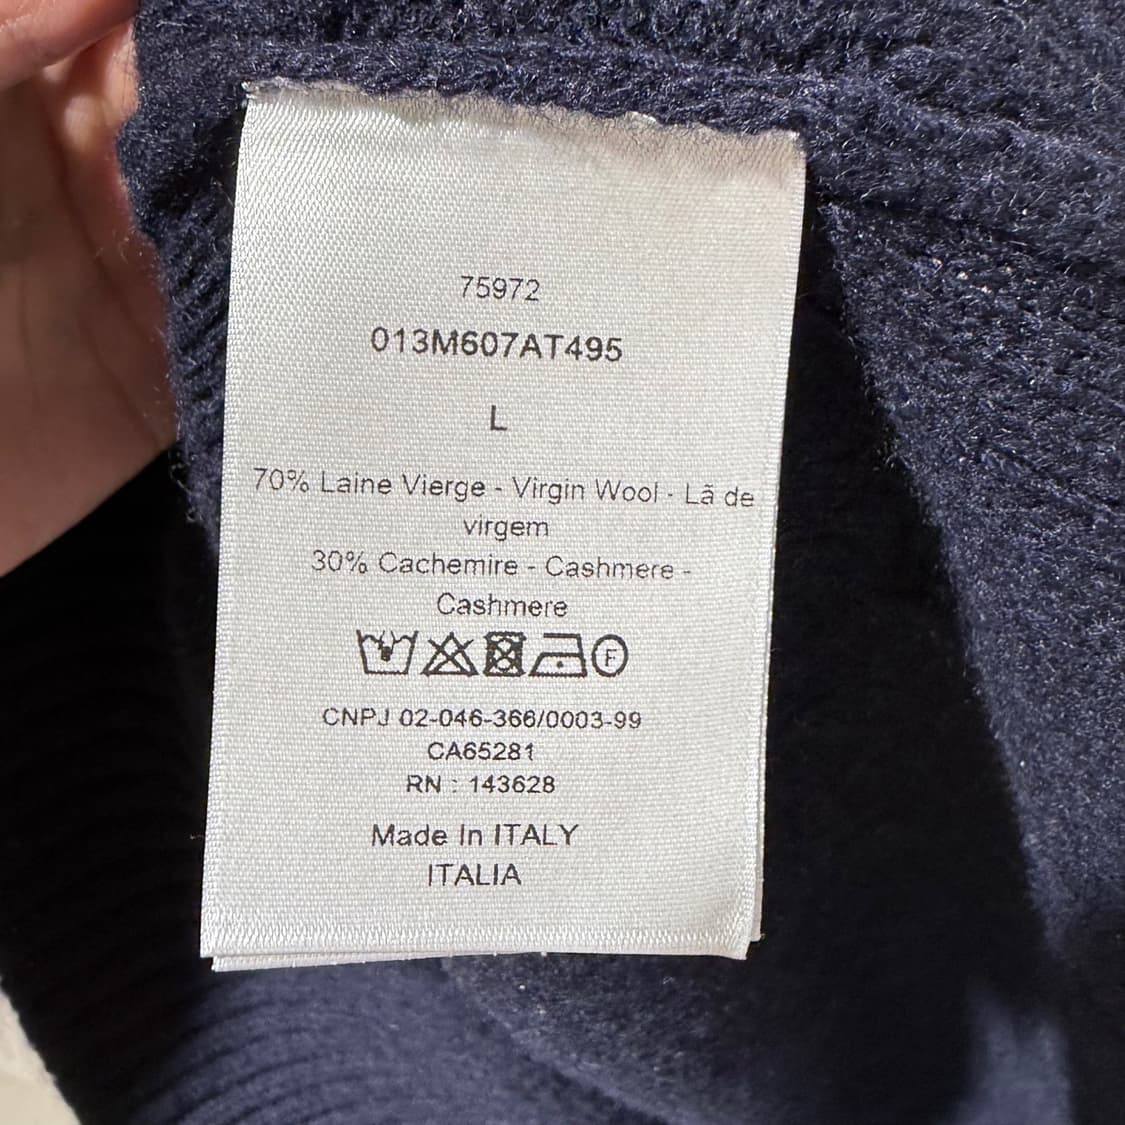 75972
013M607AT495
L
70% Laine Vierge - Virgin Wool - Lã de
virgem
30% Cachemire - Cashmere -
Cashmere
F
CNPJ 02-046-366/0003-99
CA65281
RN : 143628
Made In ITALY
ITALIA